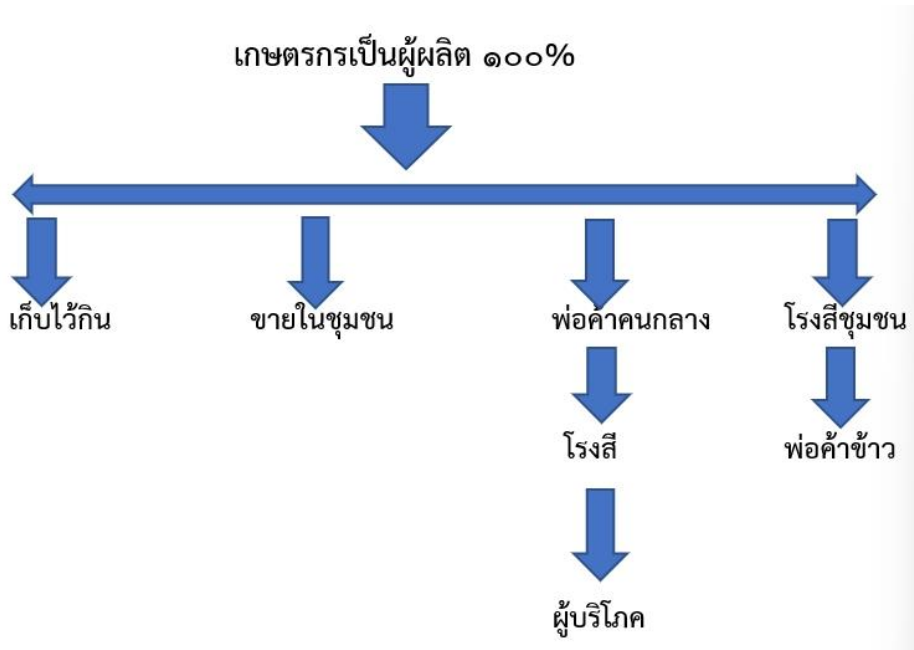 เกษตรกรเป็นผู้ผลิต ๑๐๐%
เก็บไว้กิน
ขายในชุมชน
พ่อค้าคนกลาง
โรงสีชุมชน
โรงสี
พ่อค้าข้าว
ผู้บริโภค